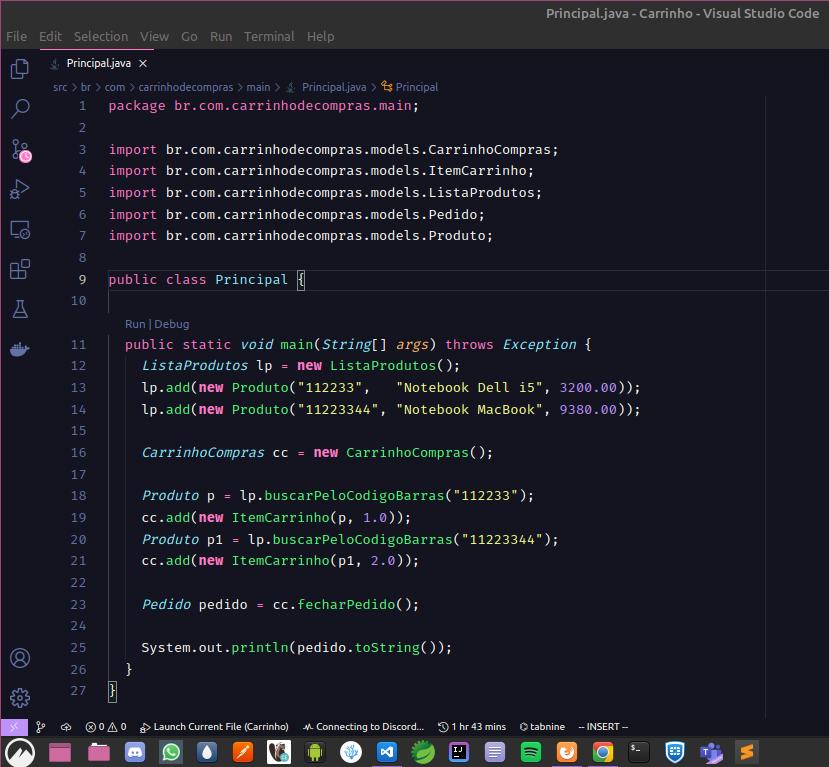 Principal.java - Carrinho - Visual Studio Code
File Edit Selection View Go Run Terminal Help
Principal.java ×
src > br > com > carrinhodecompras > main > Principal.java > Principal
1 package br.com.carrinhodecompras.main;
2
3 import br.com.carrinhodecompras.models.CarrinhoCompras;
4 import br.com.carrinhodecompras.models.ItemCarrinho;
5 import br.com.carrinhodecompras.models.ListaProdutos;
6 import br.com.carrinhodecompras.models.Pedido;
7 import br.com.carrinhodecompras.models.Produto;
8
9 public class Principal {
10
Run | Debug
11 public static void main(String[] args) throws Exception {
12 ListaProdutos lp = new ListaProdutos();
13 lp.add(new Produto("112233",   "Notebook Dell i5", 3200.00));
14 lp.add(new Produto("11223344", "Notebook MacBook", 9380.00));
15
16 CarrinhoCompras cc = new CarrinhoCompras();
17
18 Produto p = lp.buscarPeloCodigoBarras("112233");
19 cc.add(new ItemCarrinho(p, 1.0));
20 Produto p1 = lp.buscarPeloCodigoBarras("11223344");
21 cc.add(new ItemCarrinho(p1, 2.0));
22
23 Pedido pedido = cc.fecharPedido();
24
25 System.out.println(pedido.toString());
26 }
27 }
0 0 Launch Current File (Carrinho) Connecting to Discord... 1 hr 43 mins tabnine -- INSERT --